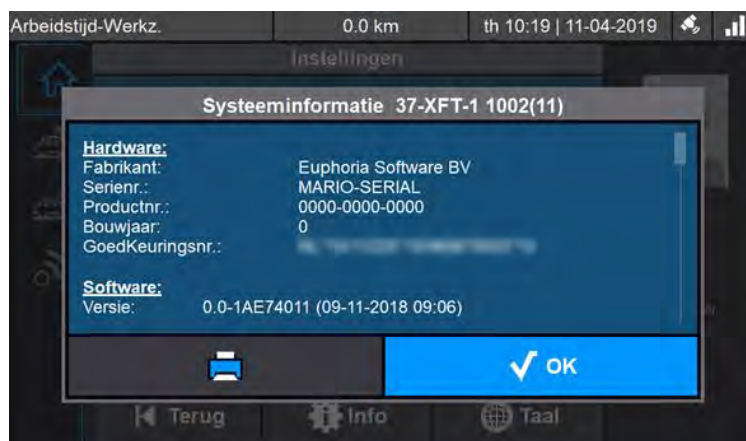 Arbeidstijd-Werkz. 0.0 km th 10:19 | 11-04-2019
Instellingen
Systeeminformatie 37-XFT-1 1002(11)
Hardware:
Fabrikant: Euphoria Software BV
Serienr.: MARIO-SERIAL
Productnr.: 0000-0000-0000
Bouwjaar: 0
GoedKeuringsnr.:
Software:
Versie: 0.0-1AE74011 (09-11-2018 09:06)
OK
Terug Info Taal